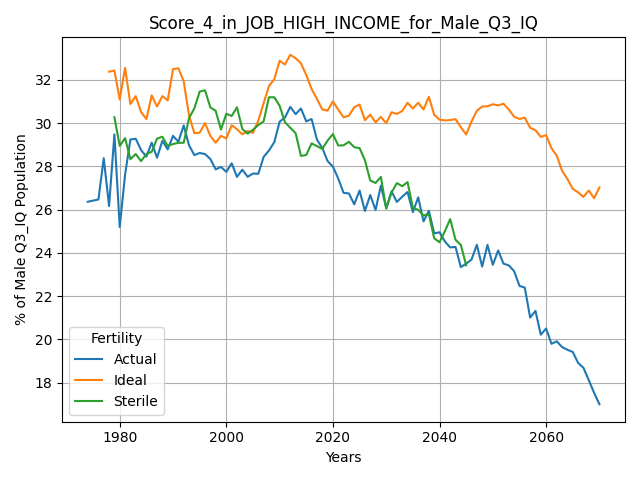 Score_4_in_JOB_HIGH_INCOME_for_Male_Q3_IQ
% of Male Q3_IQ Population
32
30
28
26
24
22
20
18
Fertility
Actual
Ideal
Sterile
1980 2000 2020 2040 2060
Years